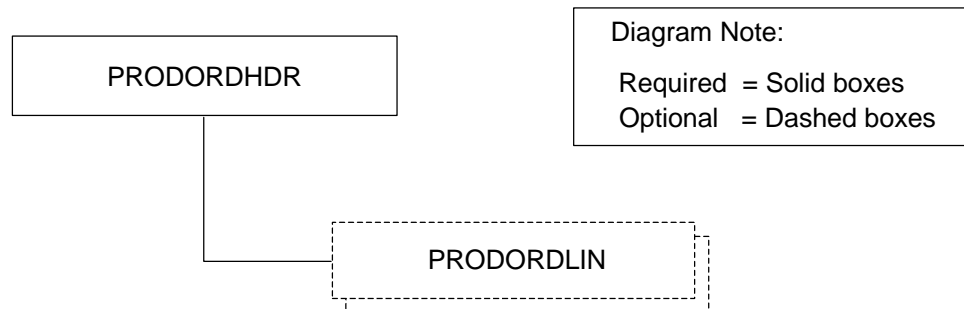 PRODORDHDR
Diagram Note:
Required = Solid boxes
Optional = Dashed boxes
PRODORDLIN